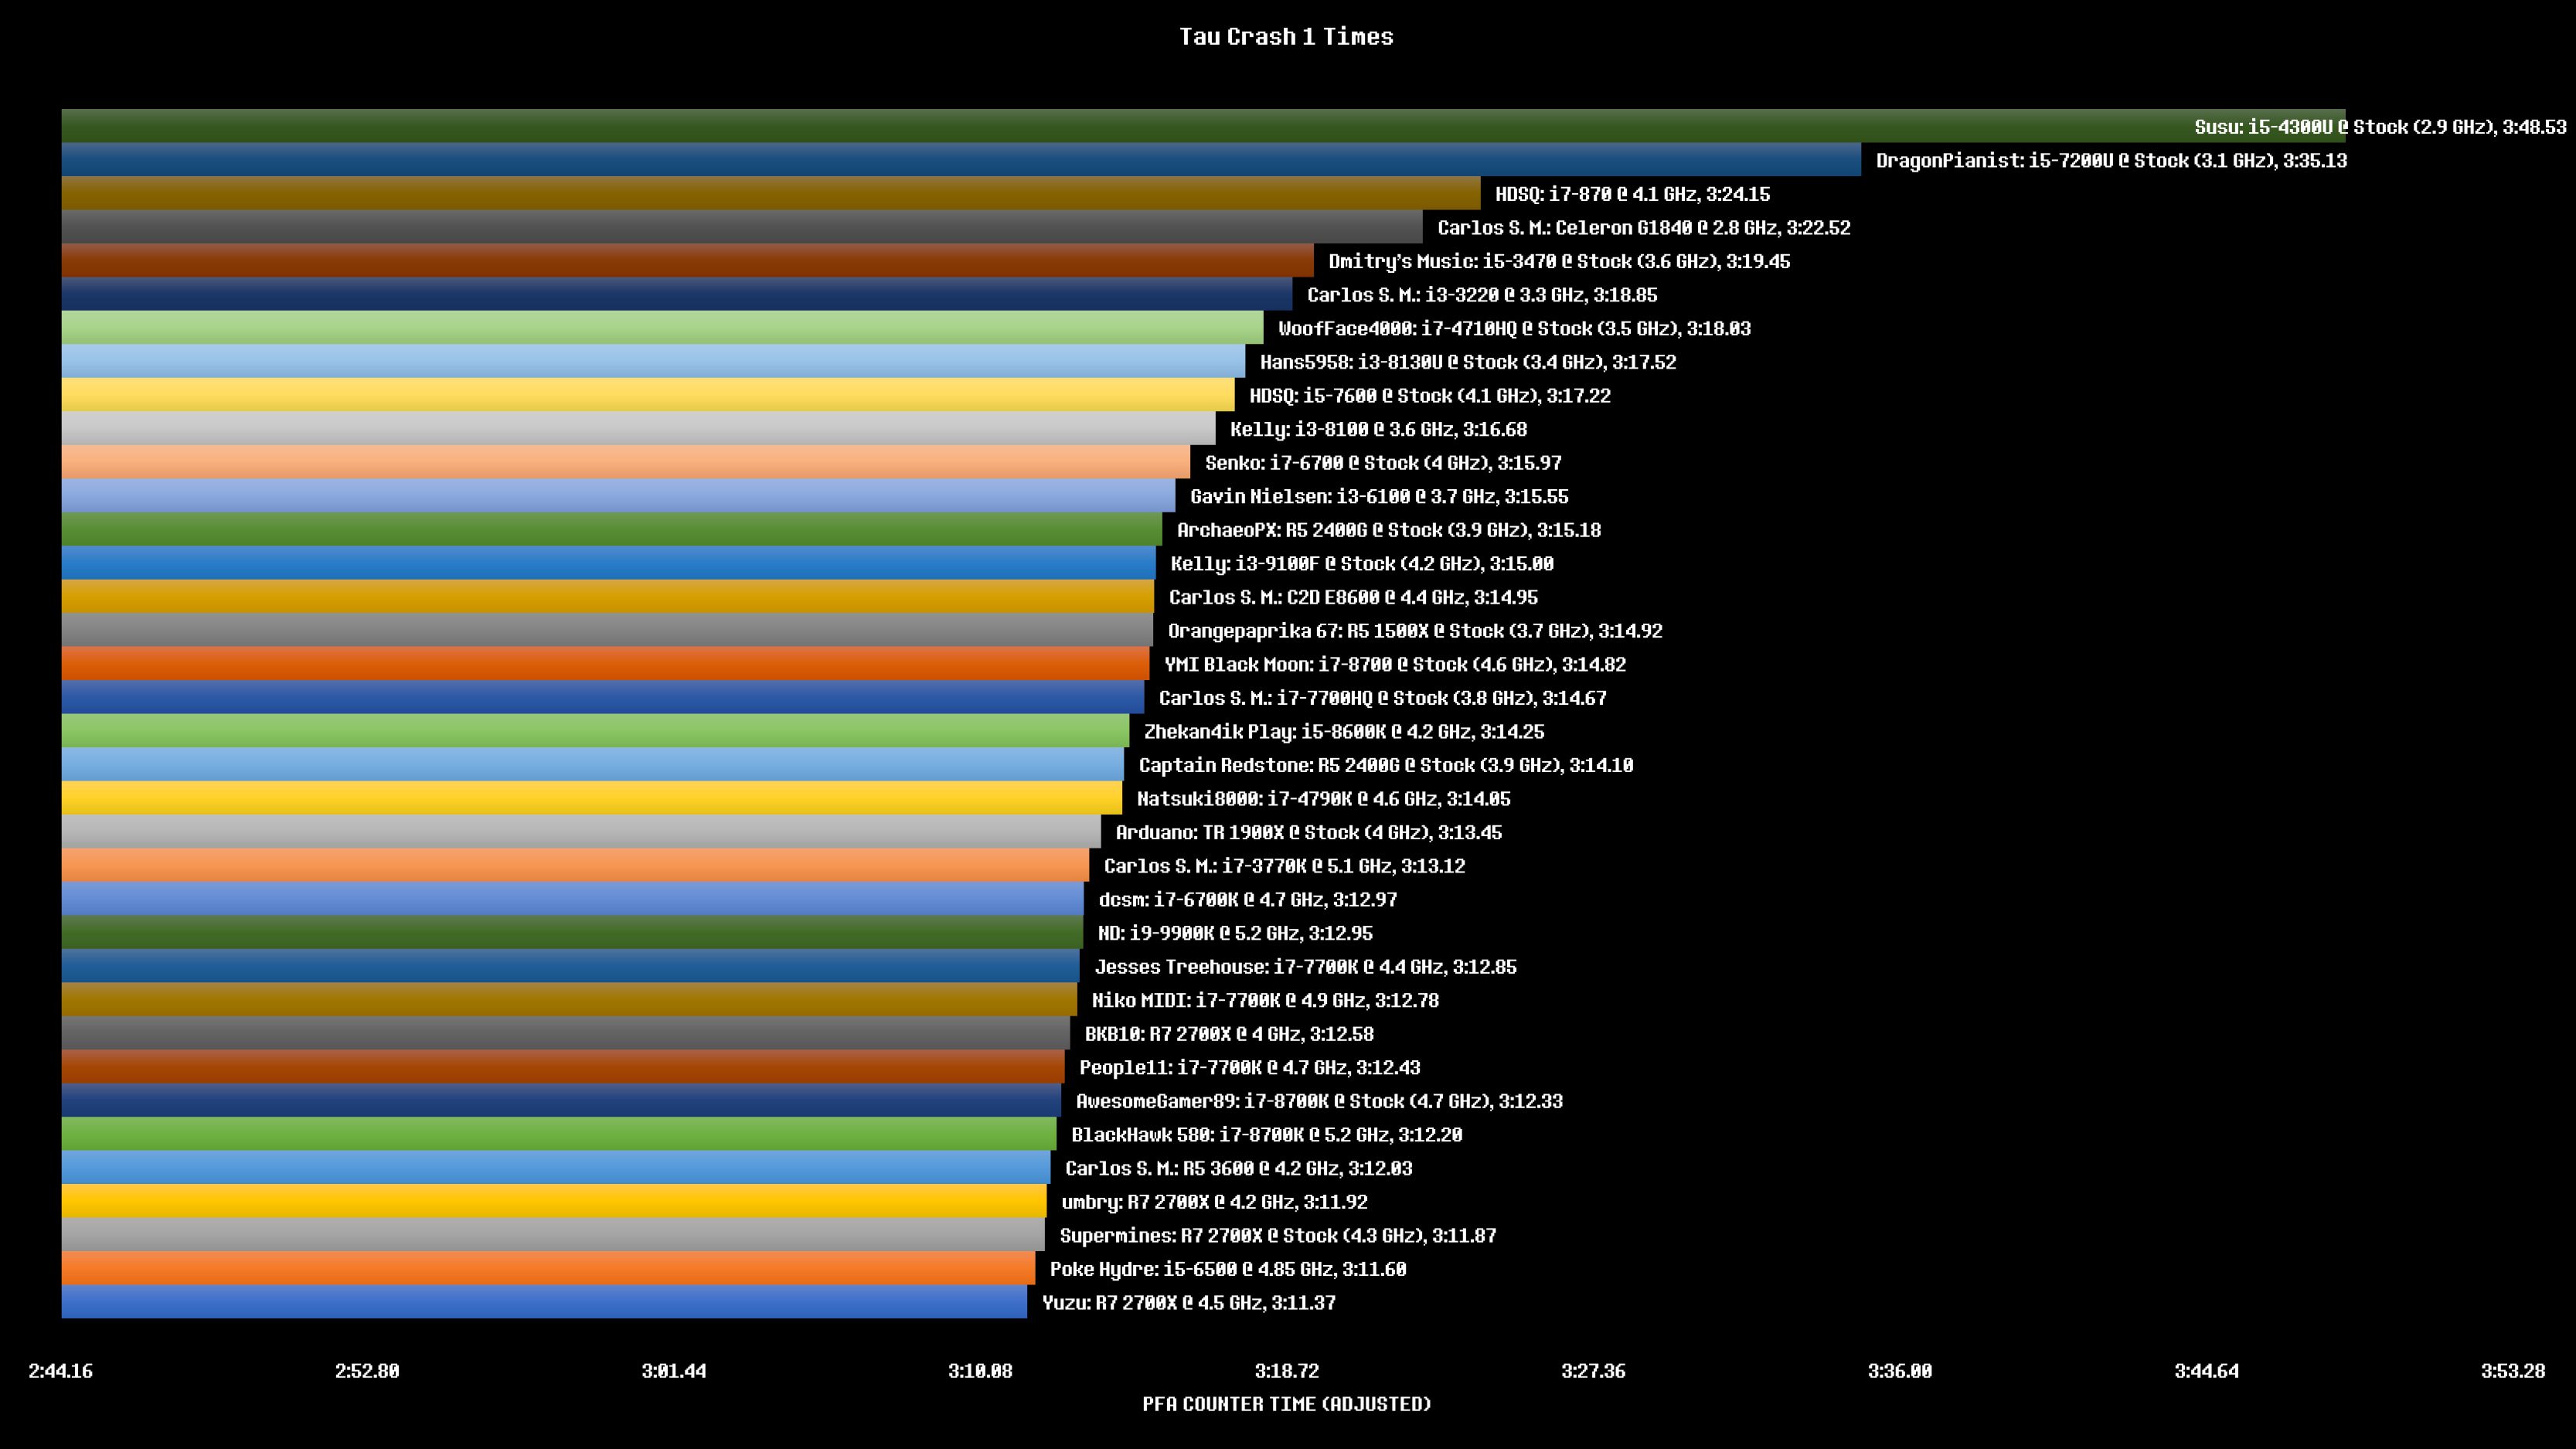 Tau Crash 1 Times
Susu: i5-4300U @ Stock (2.9 GHz), 3:48.53
DragonPianist: i5-7200U @ Stock (3.1 GHz), 3:35.13
HDSQ: i7-870 @ 4.1 GHz, 3:24.15
Carlos S. M.: Celeron G1840 @ 2.8 GHz, 3:22.52
Dmitry's Music: i5-3470 @ Stock (3.6 GHz), 3:19.45
Carlos S. M.: i3-3220 @ 3.3 GHz, 3:18.85
WoofFace4000: i7-4710HQ @ Stock (3.5 GHz), 3:18.03
Hans5958: i3-8130U @ Stock (3.4 GHz), 3:17.52
HDSQ: i5-7600 @ Stock (4.1 GHz), 3:17.22
Kelly: i3-8100 @ 3.6 GHz, 3:16.68
Senko: i7-6700 @ Stock (4 GHz), 3:15.97
Gavin Nielsen: i3-6100 @ 3.7 GHz, 3:15.55
ArchaeoPX: R5 2400G @ Stock (3.9 GHz), 3:15.18
Kelly: i3-9100F @ Stock (4.2 GHz), 3:15.00
Carlos S. M.: C2D E8600 @ 4.4 GHz, 3:14.95
Orangepaprika 67: R5 1500X @ Stock (3.7 GHz), 3:14.92
YMI Black Moon: i7-8700 @ Stock (4.6 GHz), 3:14.82
Carlos S. M.: i7-7700HQ @ Stock (3.8 GHz), 3:14.67
Zhekan4ik Play: i5-8600K @ 4.2 GHz, 3:14.25
Captain Redstone: R5 2400G @ Stock (3.9 GHz), 3:14.10
Natsuki8000: i7-4790K @ 4.6 GHz, 3:14.05
Arduano: TR 1900X @ Stock (4 GHz), 3:13.45
Carlos S. M.: i7-3770K @ 5.1 GHz, 3:13.12
dcsm: i7-6700K @ 4.7 GHz, 3:12.97
ND: i9-9900K @ 5.2 GHz, 3:12.95
Jesses Treehouse: i7-7700K @ 4.4 GHz, 3:12.85
Niko MIDI: i7-7700K @ 4.9 GHz, 3:12.78
BKB10: R7 2700X @ 4 GHz, 3:12.58
People11: i7-7700K @ 4.7 GHz, 3:12.43
AwesomeGamer89: i7-8700K @ Stock (4.7 GHz), 3:12.33
BlackHawk 580: i7-8700K @ 5.2 GHz, 3:12.20
Carlos S. M.: R5 3600 @ 4.2 GHz, 3:12.03
umbry: R7 2700X @ 4.2 GHz, 3:11.92
Supermines: R7 2700X @ Stock (4.3 GHz), 3:11.87
Poke Hydre: i5-6500 @ 4.85 GHz, 3:11.60
Yuzu: R7 2700X @ 4.5 GHz, 3:11.37
2:44.16 2:52.80 3:01.44 3:10.08 3:18.72 3:27.36 3:36.00 3:44.64 3:53.28
PFA COUNTER TIME (ADJUSTED)